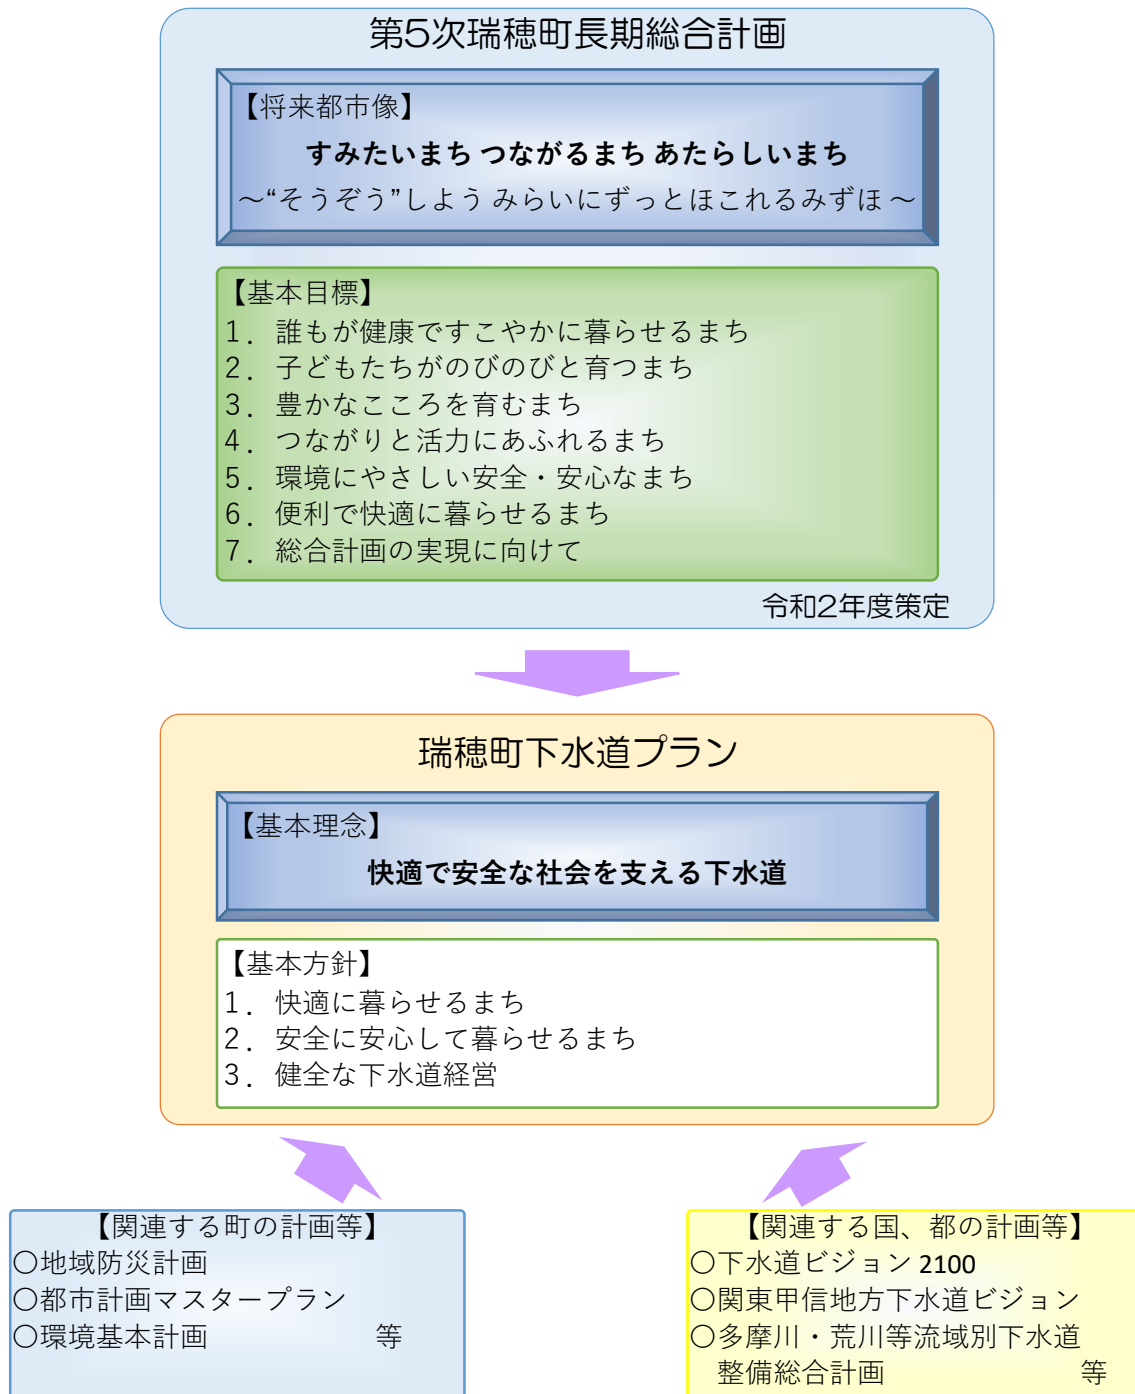 第5次瑞穂町長期総合計画
【将来都市像】
すみたいまち つながるまち あたらしいまち
～“そうぞう”しよう みらいにずっとほこれるみずほ ～
【基本目標】
1．誰もが健康ですこやかに暮らせるまち
2．子どもたちがのびのびと育つまち
3．豊かなこころを育むまち
4．つながりと活力にあふれるまち
5．環境にやさしい安全・安心なまち
6．便利で快適に暮らせるまち
7．総合計画の実現に向けて
令和2年度策定
瑞穂町下水道プラン
【基本理念】
快適で安全な社会を支える下水道
【基本方針】
1．快適に暮らせるまち
2．安全に安心して暮らせるまち
3．健全な下水道経営
【関連する町の計画等】
○地域防災計画
○都市計画マスタープラン
○環境基本計画　　　　　　等
【関連する国、都の計画等】
○下水道ビジョン 2100
○関東甲信地方下水道ビジョン
○多摩川・荒川等流域別下水道
整備総合計画　　　　　　　等